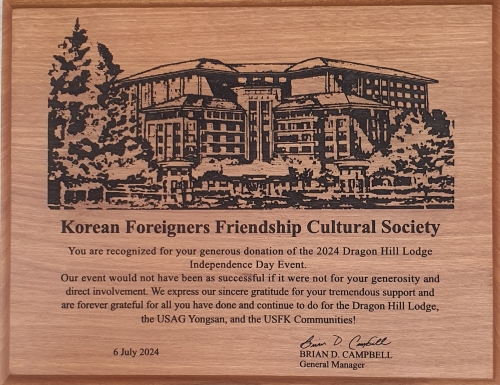 Korean Foreigners Friendship Cultural Society
You are recognized for your generous donation of the 2024 Dragon Hill Lodge
Independence Day Event.
Our event would not have been as successful if it were not for your generosity and
direct involvement. We express our sincere gratitude for your tremendous support and
are forever grateful for all you have done and continue to do for the Dragon Hill Lodge,
the USAG Yongsan, and the USFK Communities!
Brian D. Campbell
6 July 2024
BRIAN D. CAMPBELL
General Manager